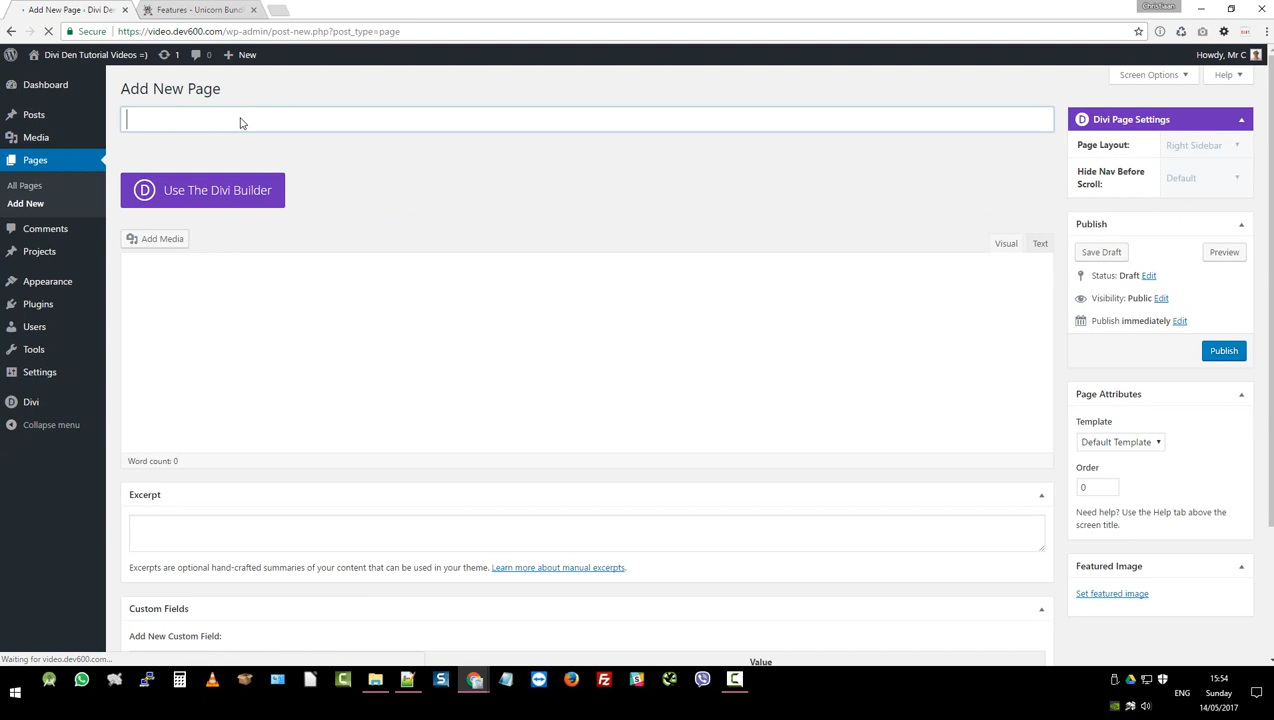 Add New Page ‹ Divi De
Features - Unicorn Bund
Christiaan
Secure
https://video.dev600.com/wp-admin/post-new.php?post_type=page
Divi Den Tutorial Videos =)
1
0
New
Howdy, Mr C
Dashboard
Posts
Media
Pages
All Pages
Add New
Comments
Projects
Appearance
Plugins
Users
Tools
Settings
Divi
Collapse menu
Screen Options
Help
Add New Page
Use The Divi Builder
Add Media
Visual
Text
Word count: 0
Excerpt
Excerpts are optional hand-crafted summaries of your content that can be used in your theme. Learn more about manual excerpts.
Custom Fields
Add New Custom Field:
Value
Divi Page Settings
Page Layout:
Right Sidebar
Hide Nav Before
Scroll:
Default
Publish
Save Draft
Preview
Status: Draft Edit
Visibility: Public Edit
Publish immediately Edit
Publish
Page Attributes
Template
Default Template
Order
0
Need help? Use the Help tab above the
screen title.
Featured Image
Set featured image
Waiting for video.dev600.com...
ENG
15:54
Sunday
14/05/2017